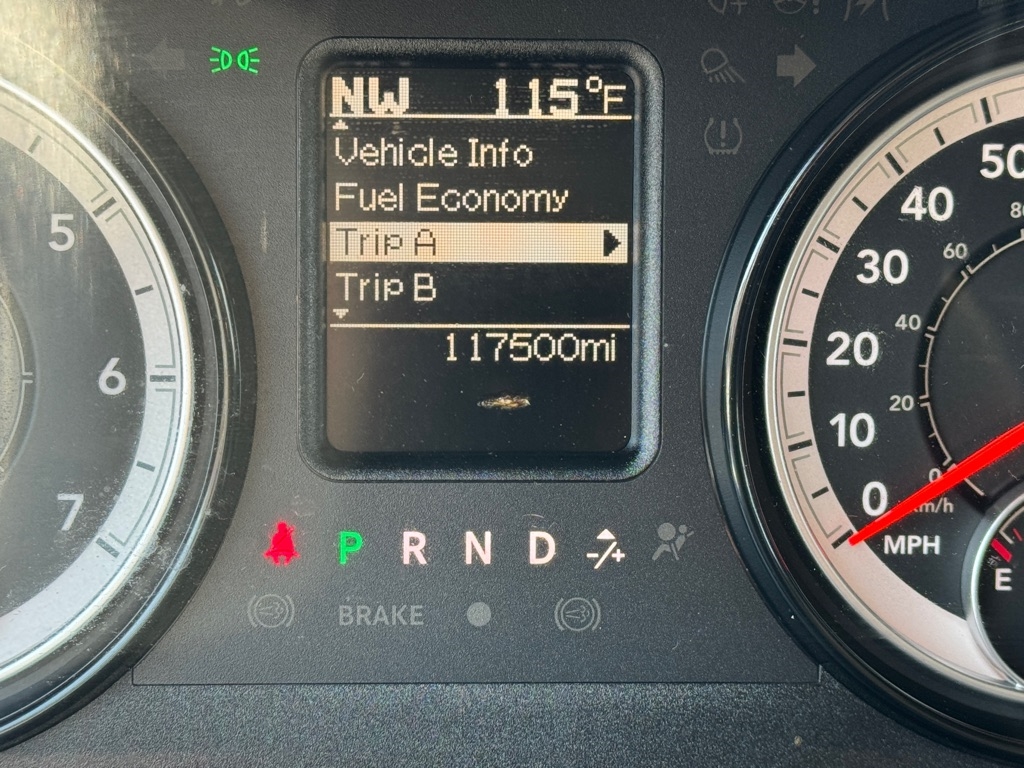 NW 115°F
Vehicle Info
Fuel Economy
Trip A
Trip B
117500mi
5
6
7
50
40
30
20
10
0
MPH
80
60
40
20
0
km/h
E
P R N D -/+
BRAKE